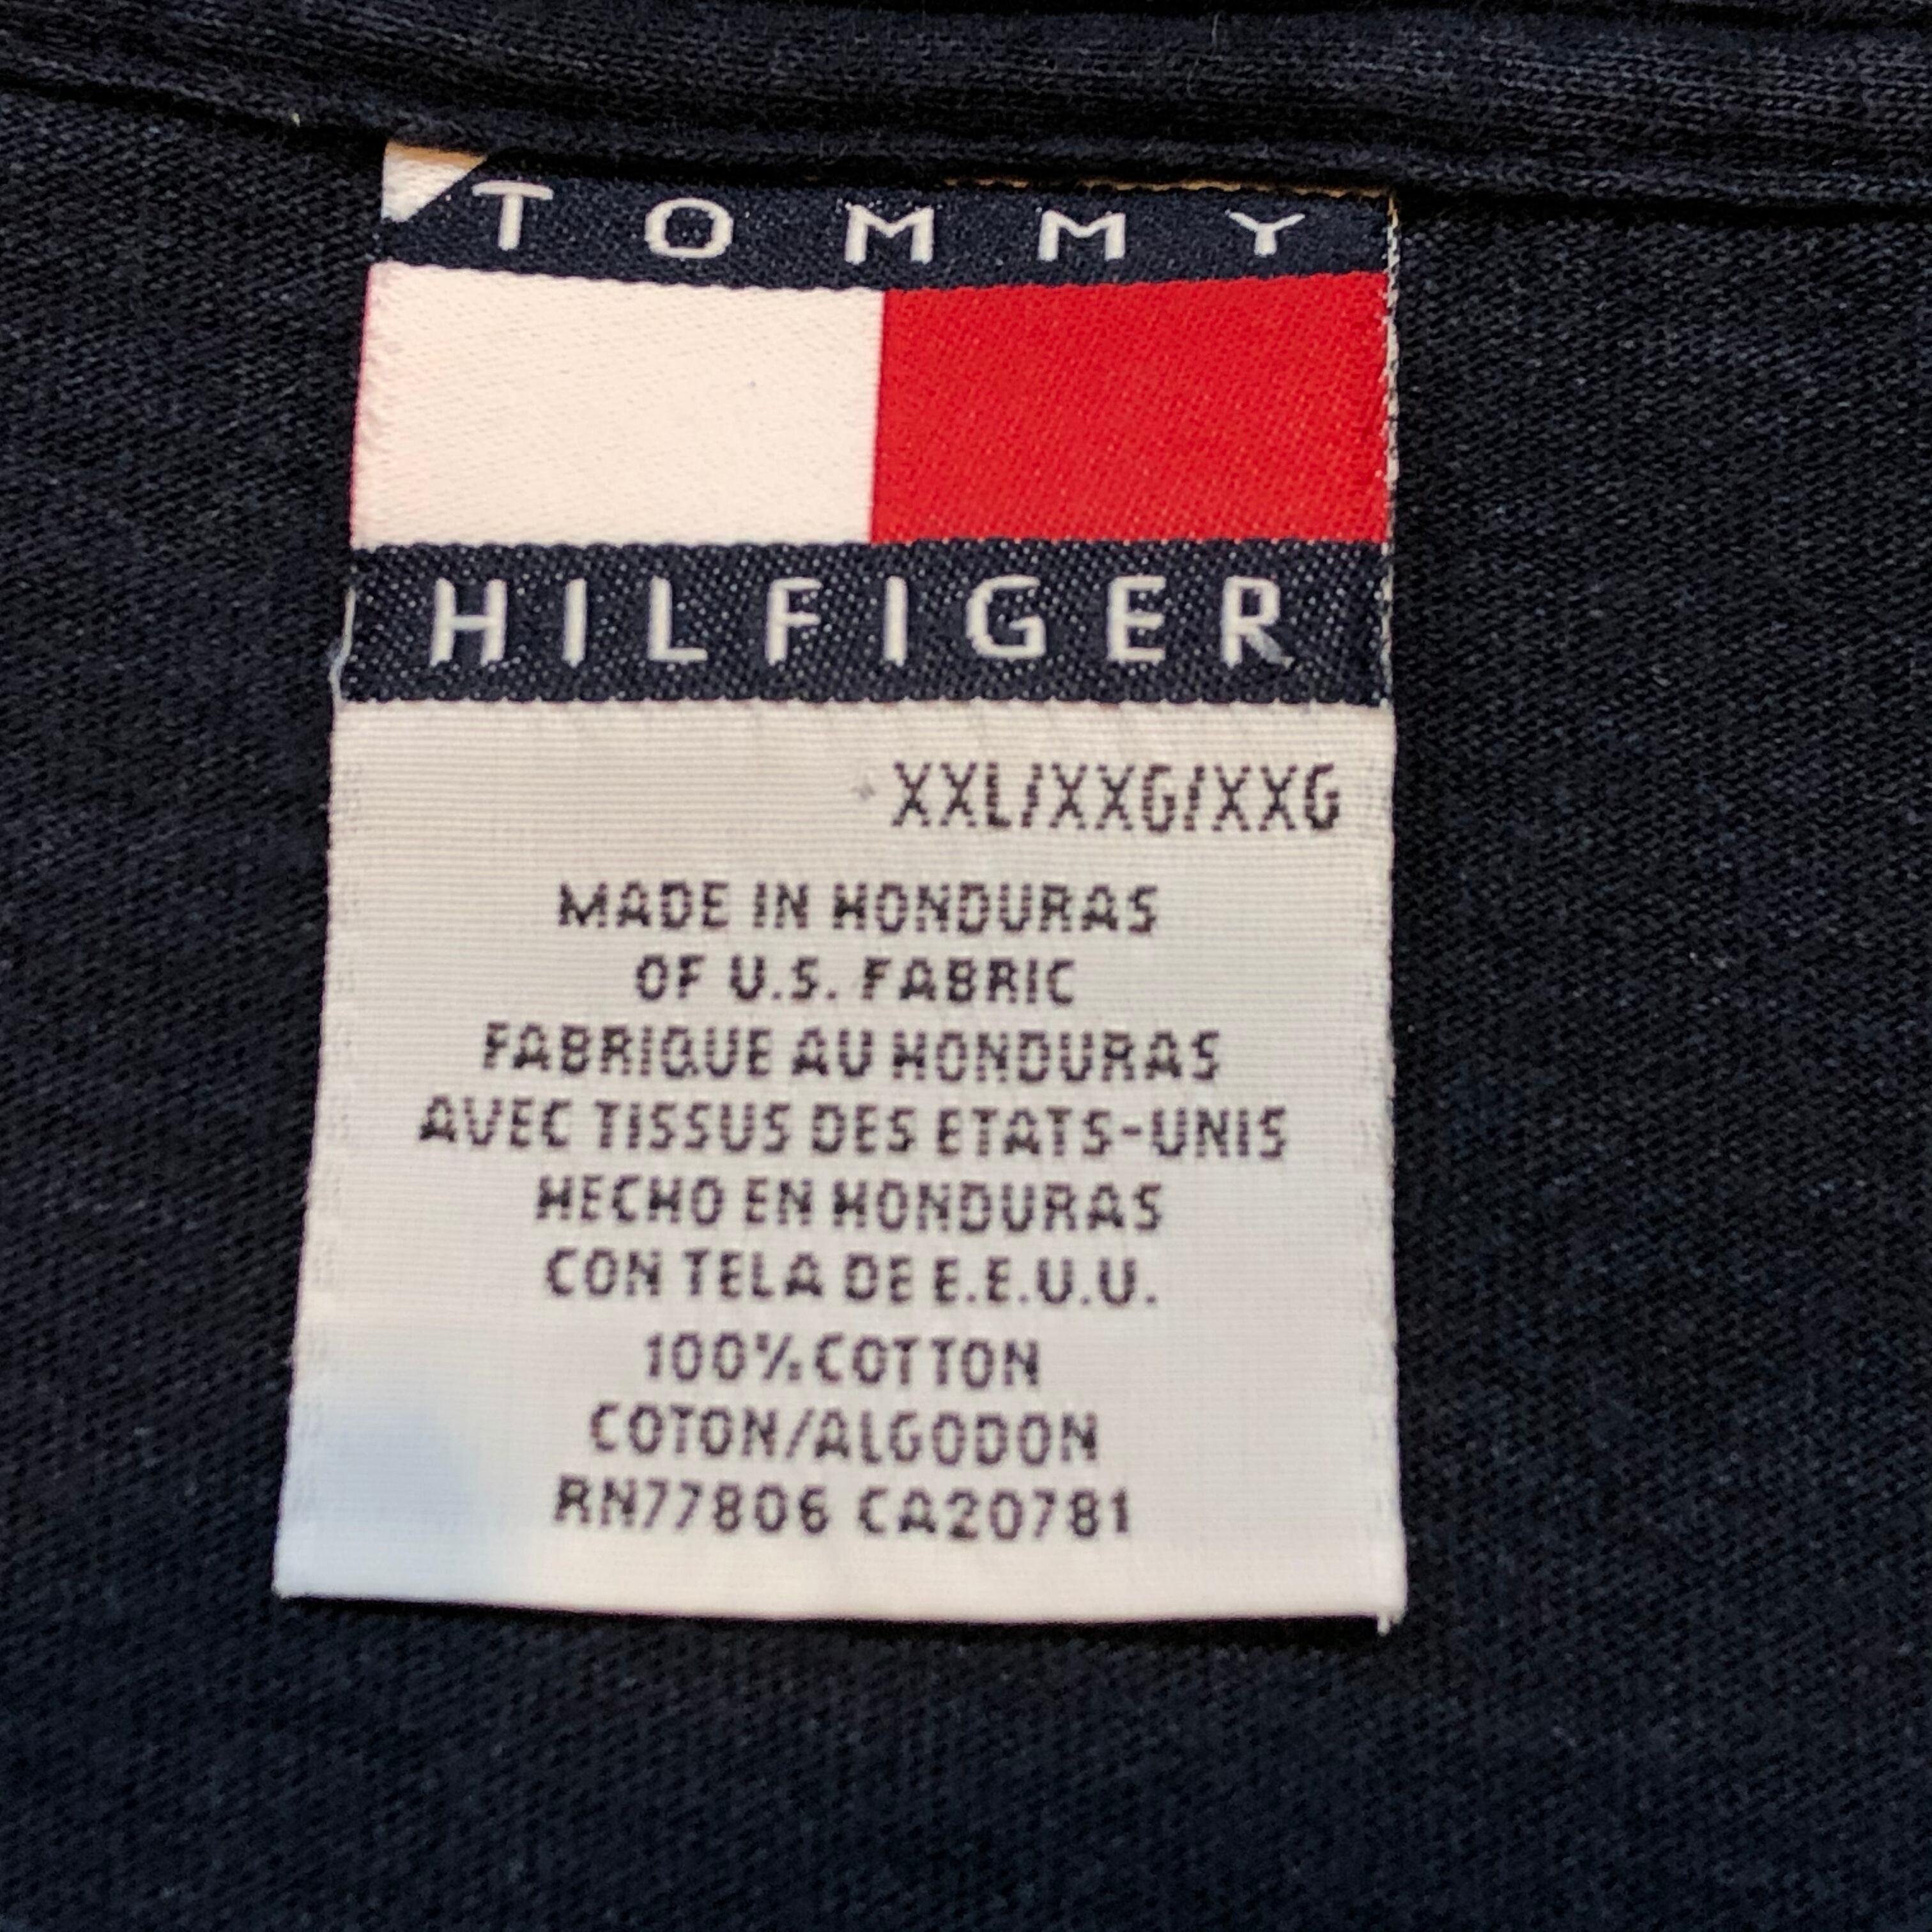 TOMMY
HILFIGER
XXL/XXG/XXG
MADE IN HONDURAS
OF U.S. FABRIC
FABRIQUE AU HONDURAS
AVEC TISSUS DES ETATS-UNIS
HECHO EN HONDURAS
CON TELA DE E.E.U.U.
100% COTTON
COTON/ALGODON
RN77806 CA20781